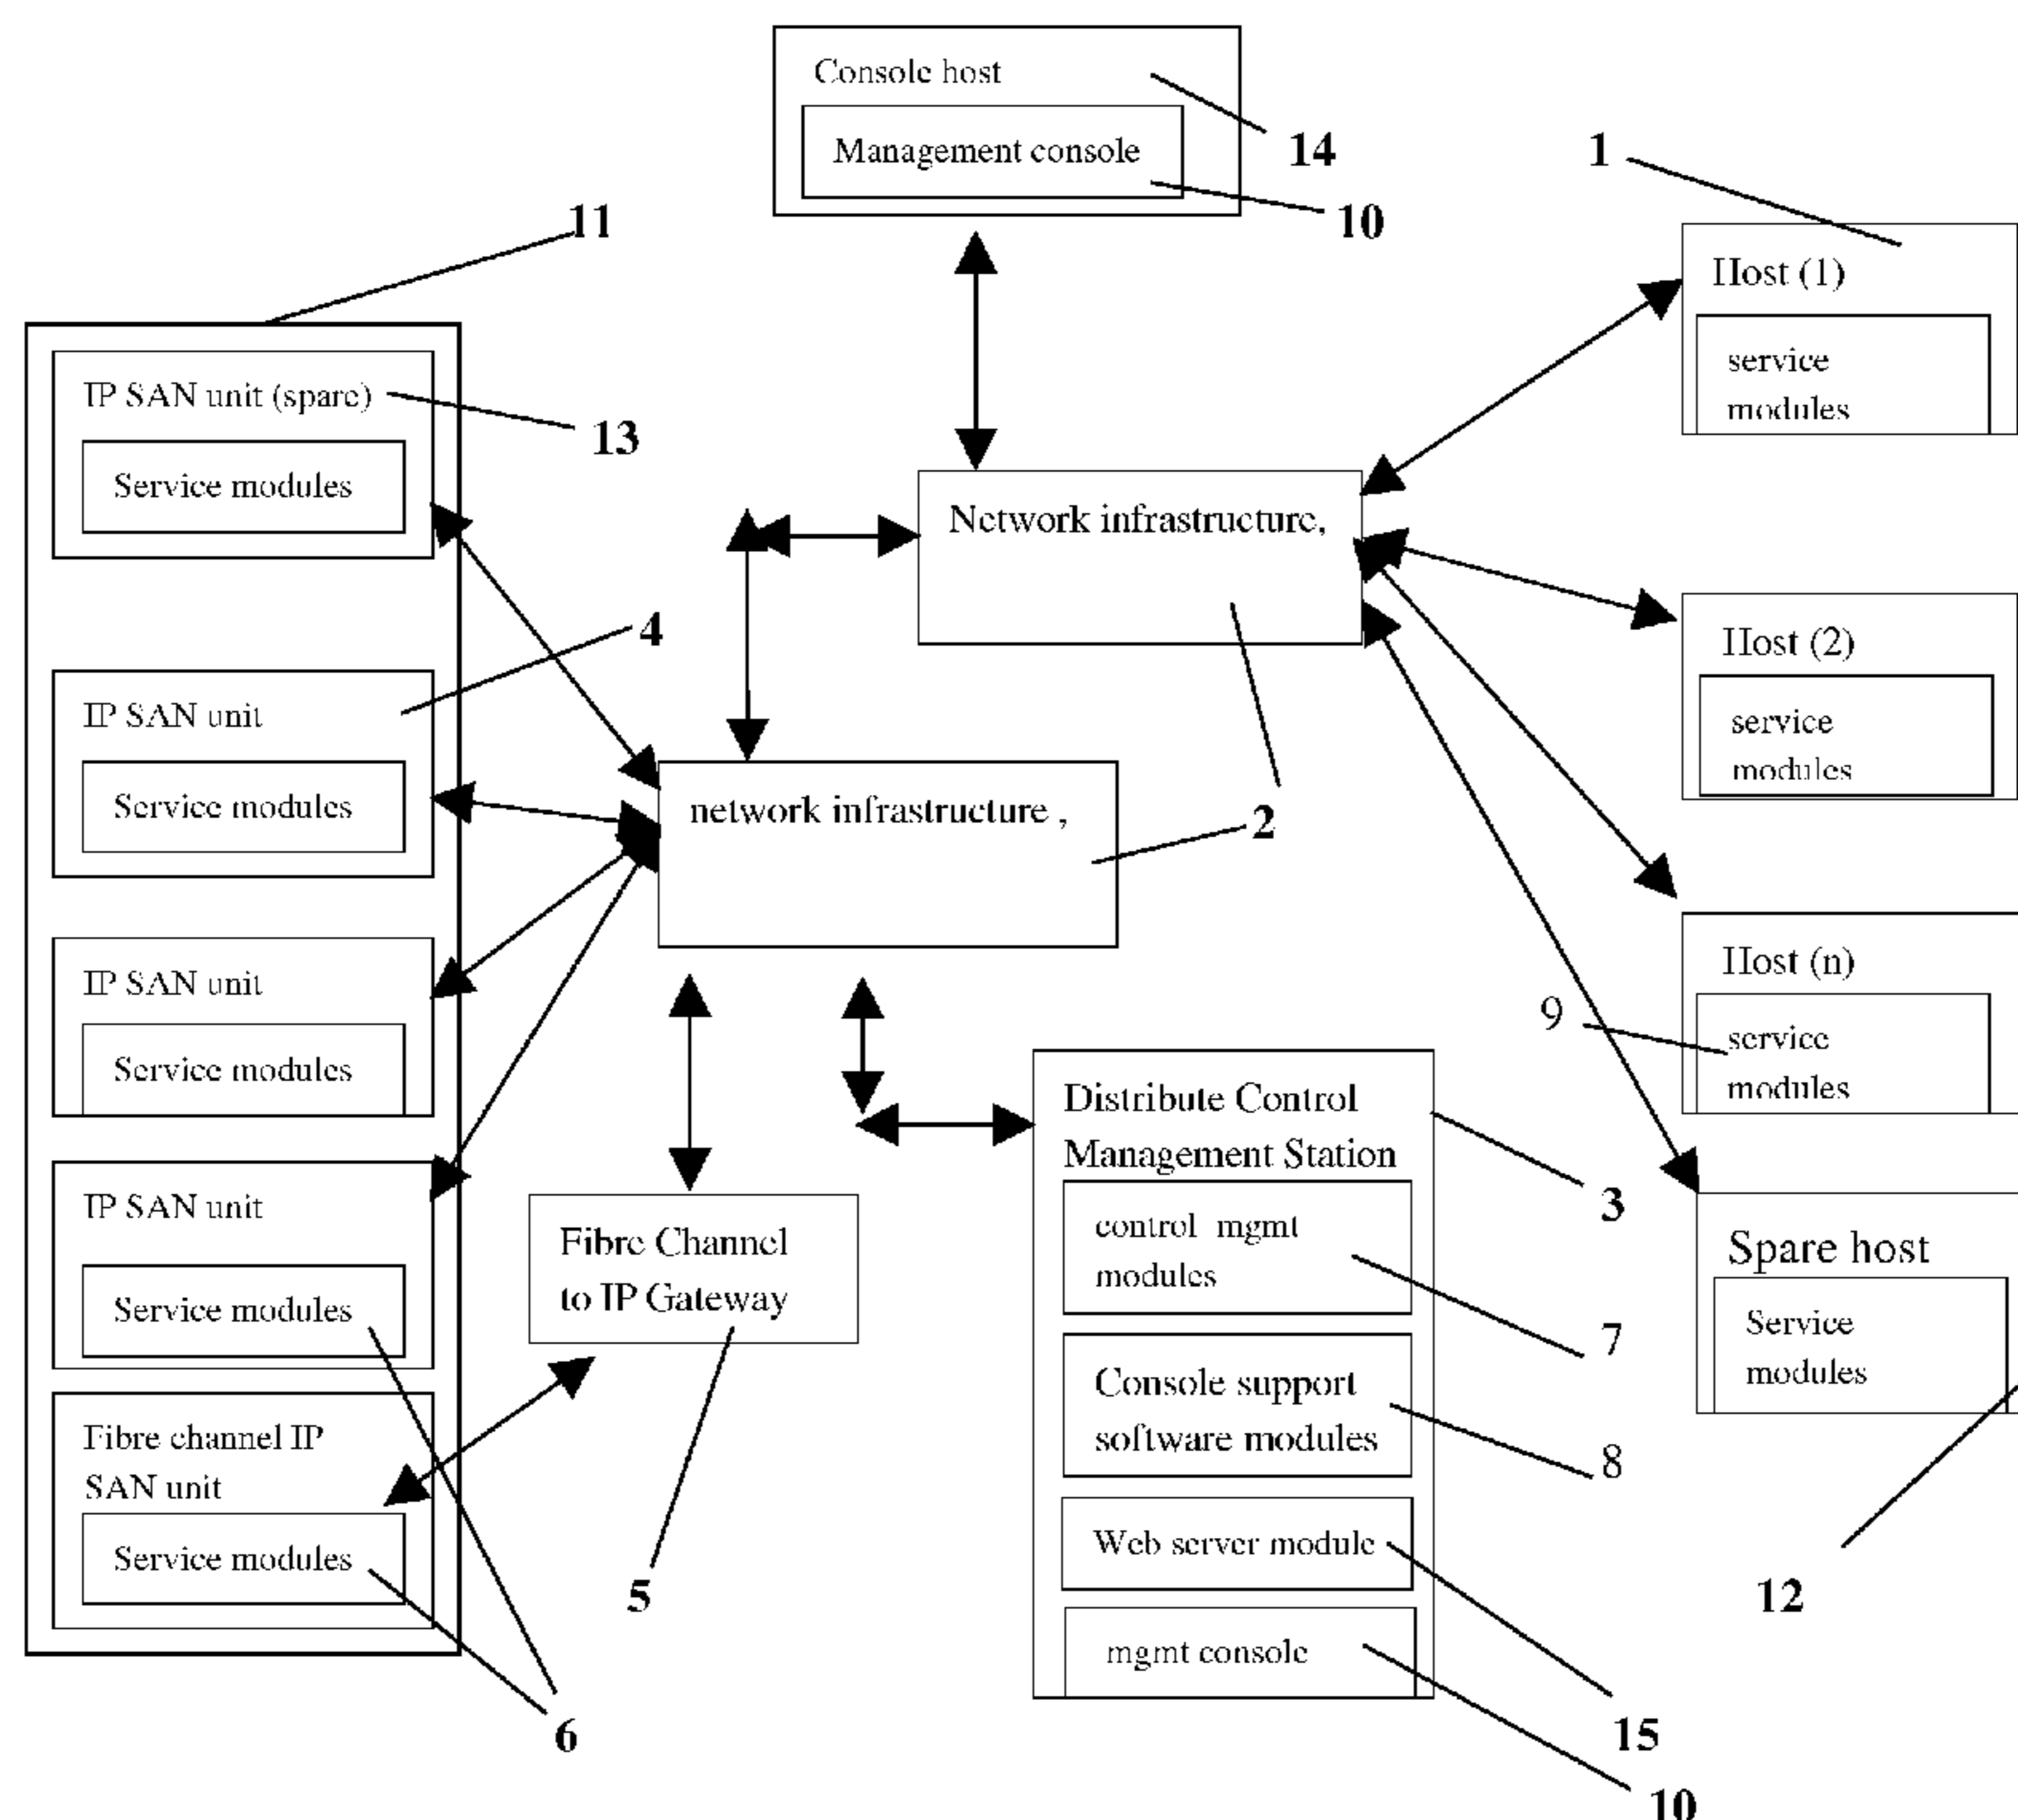 Console host
Management console
14
10
1
11
Host (1)
service
modules
IP SAN unit (spare)
13
Service modules
Network infrastructure,
4
Host (2)
service
modules
IP SAN unit
Service modules
network infrastructure ,
2
Host (n)
9
service
modules
IP SAN unit
Service modules
Distribute Control
Management Station
3
IP SAN unit
Service modules
Fibre Channel
to IP Gateway
control mgmt
modules
7
Spare host
Service
modules
Console support
software modules
8
Fibre channel IP
SAN unit
Service modules
5
Web server module
12
mgmt console
6
15
10